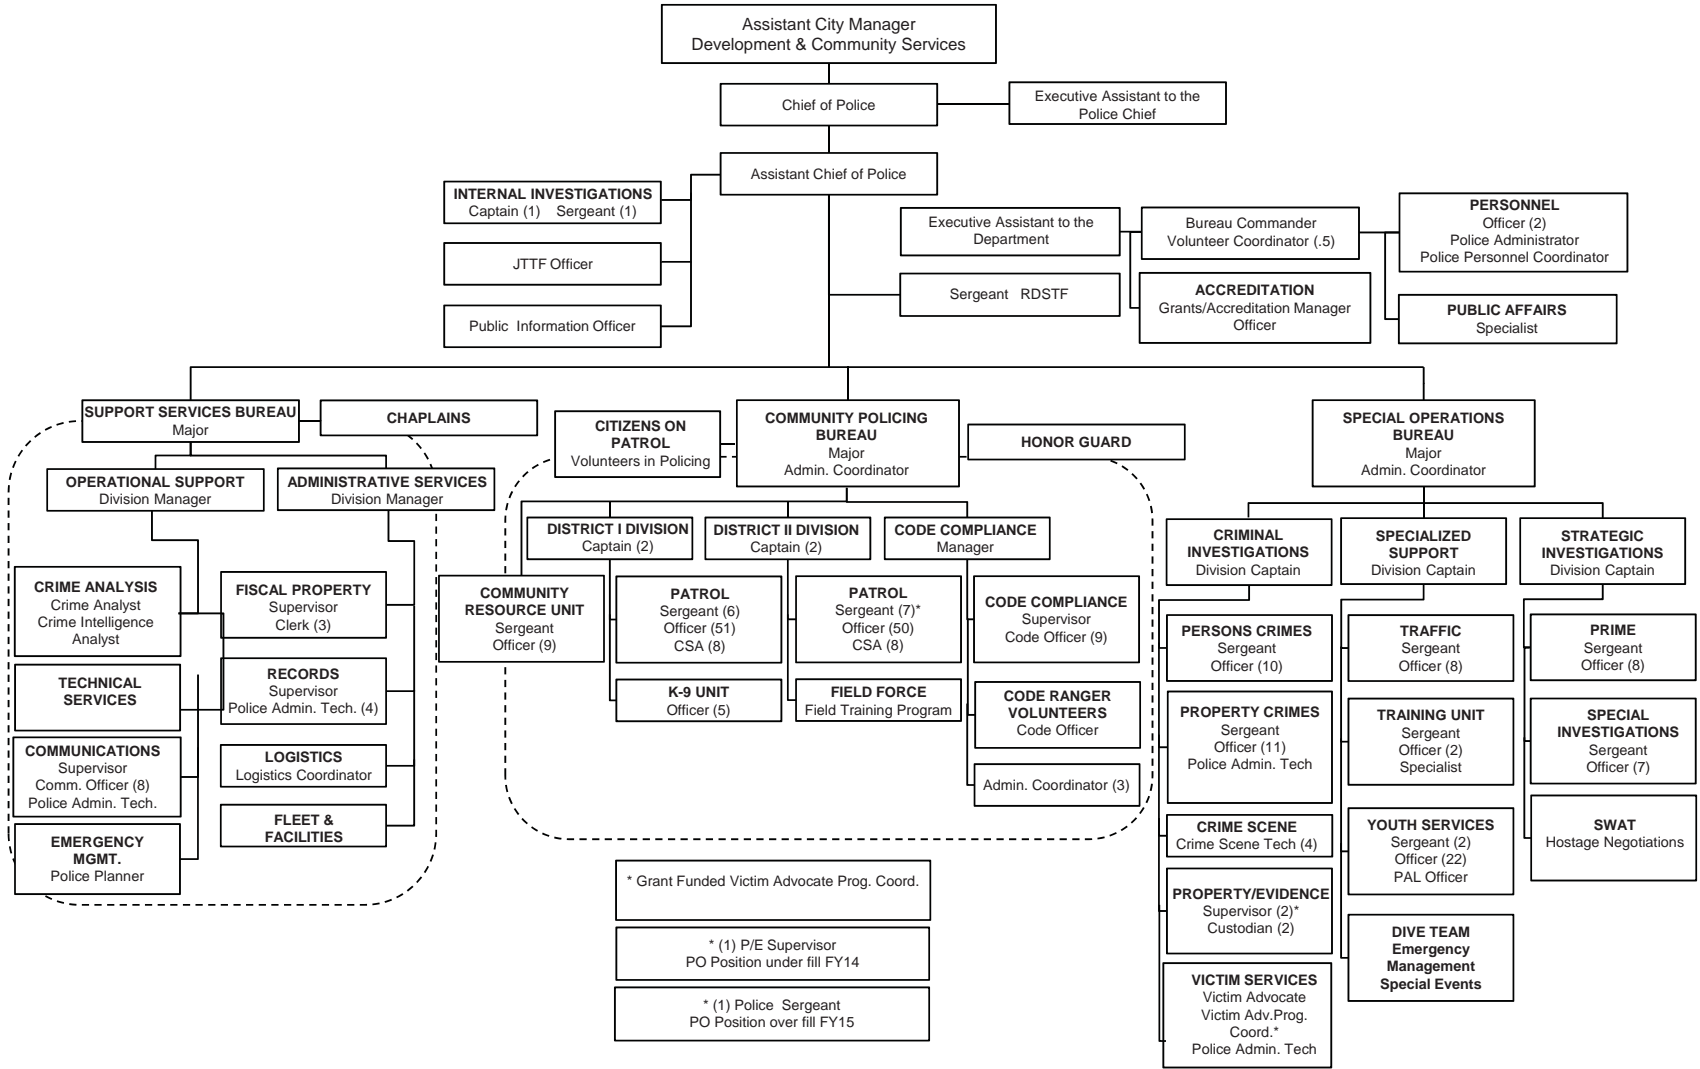 Assistant City Manager
Development & Community Services
Chief of Police
Executive Assistant to the
Police Chief
Assistant Chief of Police
INTERNAL INVESTIGATIONS
Captain (1) Sergeant (1)
JTTF Officer
Public Information Officer
Executive Assistant to the
Department
Sergeant RDSTF
Bureau Commander
Volunteer Coordinator (.5)
ACCREDITATION
Grants/Accreditation Manager
Officer
PERSONNEL
Officer (2)
Police Administrator
Police Personnel Coordinator
PUBLIC AFFAIRS
Specialist
SUPPORT SERVICES BUREAU
Major
CHAPLAINS
OPERATIONAL SUPPORT
Division Manager
ADMINISTRATIVE SERVICES
Division Manager
CRIME ANALYSIS
Crime Analyst
Crime Intelligence
Analyst
TECHNICAL
SERVICES
COMMUNICATIONS
Supervisor
Comm. Officer (8)
Police Admin. Tech.
EMERGENCY
MGMT.
Police Planner
FISCAL PROPERTY
Supervisor
Clerk (3)
RECORDS
Supervisor
Police Admin. Tech. (4)
LOGISTICS
Logistics Coordinator
FLEET &
FACILITIES
CITIZENS ON
PATROL
Volunteers in Policing
COMMUNITY POLICING
BUREAU
Major
Admin. Coordinator
HONOR GUARD
DISTRICT I DIVISION
Captain (2)
DISTRICT II DIVISION
Captain (2)
CODE COMPLIANCE
Manager
COMMUNITY
RESOURCE UNIT
Sergeant
Officer (9)
PATROL
Sergeant (6)
Officer (51)
CSA (8)
K-9 UNIT
Officer (5)
PATROL
Sergeant (7)*
Officer (50)
CSA (8)
FIELD FORCE
Field Training Program
CODE COMPLIANCE
Supervisor
Code Officer (9)
CODE RANGER
VOLUNTEERS
Code Officer
Admin. Coordinator (3)
SPECIAL OPERATIONS
BUREAU
Major
Admin. Coordinator
CRIMINAL
INVESTIGATIONS
Division Captain
SPECIALIZED
SUPPORT
Division Captain
STRATEGIC
INVESTIGATIONS
Division Captain
PERSONS CRIMES
Sergeant
Officer (10)
PROPERTY CRIMES
Sergeant
Officer (11)
Police Admin. Tech
CRIME SCENE
Crime Scene Tech (4)
PROPERTY/EVIDENCE
Supervisor (2)*
Custodian (2)
VICTIM SERVICES
Victim Advocate
Victim Adv.Prog.
Coord.*
Police Admin. Tech
TRAFFIC
Sergeant
Officer (8)
TRAINING UNIT
Sergeant
Officer (2)
Specialist
YOUTH SERVICES
Sergeant (2)
Officer (22)
PAL Officer
DIVE TEAM
Emergency
Management
Special Events
PRIME
Sergeant
Officer (8)
SPECIAL
INVESTIGATIONS
Sergeant
Officer (7)
SWAT
Hostage Negotiations
* Grant Funded Victim Advocate Prog. Coord.
* (1) P/E Supervisor
PO Position under fill FY14
* (1) Police Sergeant
PO Position over fill FY15